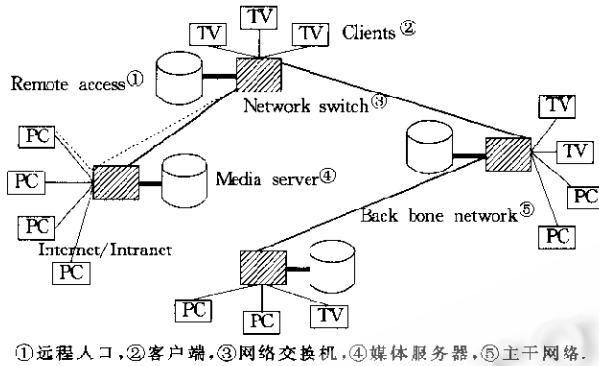 TV
TV
TV
Clients②
Remote access①
Network switch③
TV
PC
TV
PC
Media server④
PC
PC
Back bone network⑤
PC
Internet/Intranet
PC
PC
PC
TV
①远程人口,②客户端,③网络交换机,④媒体服务器,⑤主干网络.